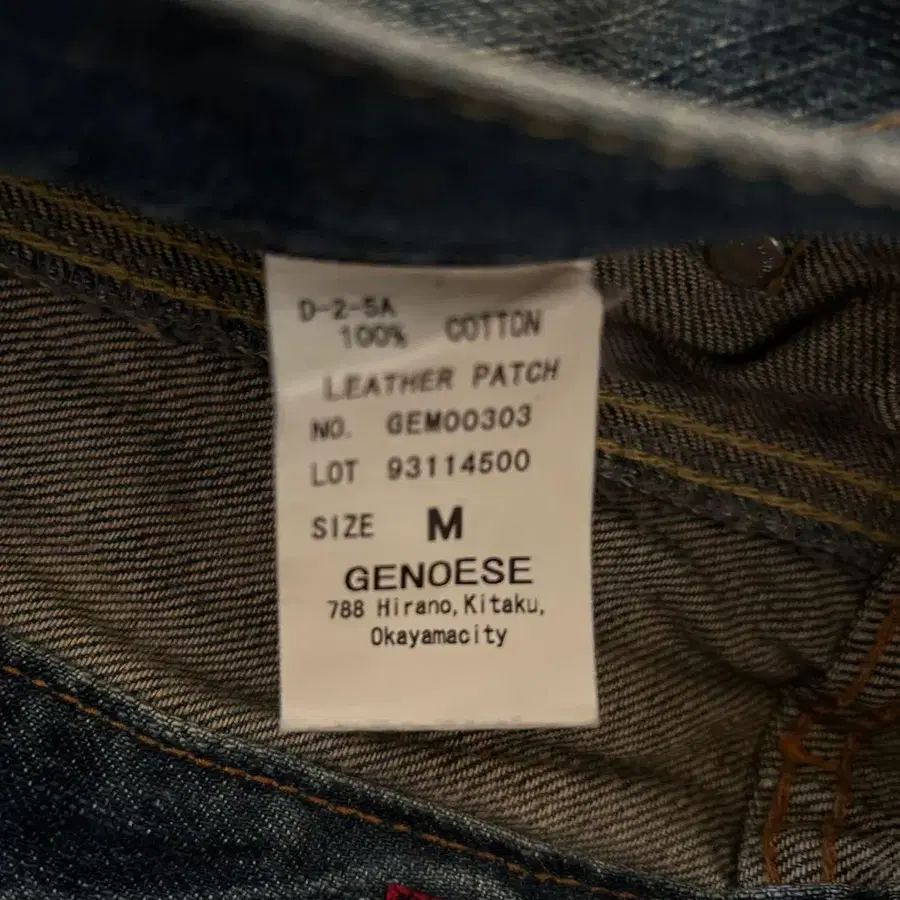 D-2-5A
100% COTTON
LEATHER PATCH
NO. GEM00303
LOT 93114500
SIZE M
GENOESE
788 Hirano,Kitaku,
Okayamacity